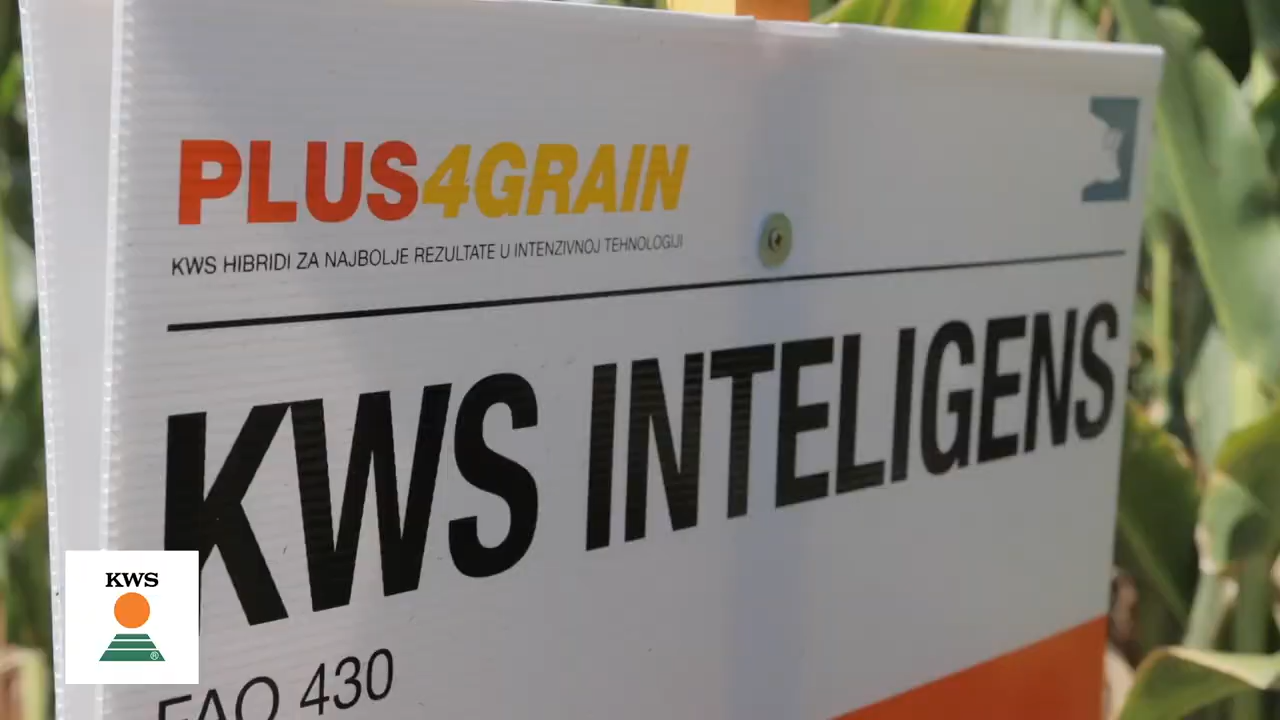 PLUS4GRAIN
KWS HIBRIDI ZA NAJBOLJE REZULTATE U INTENZIVNOJ TEHNOLOGIJI
KWS INTELIGENS
FAO 430
KWS